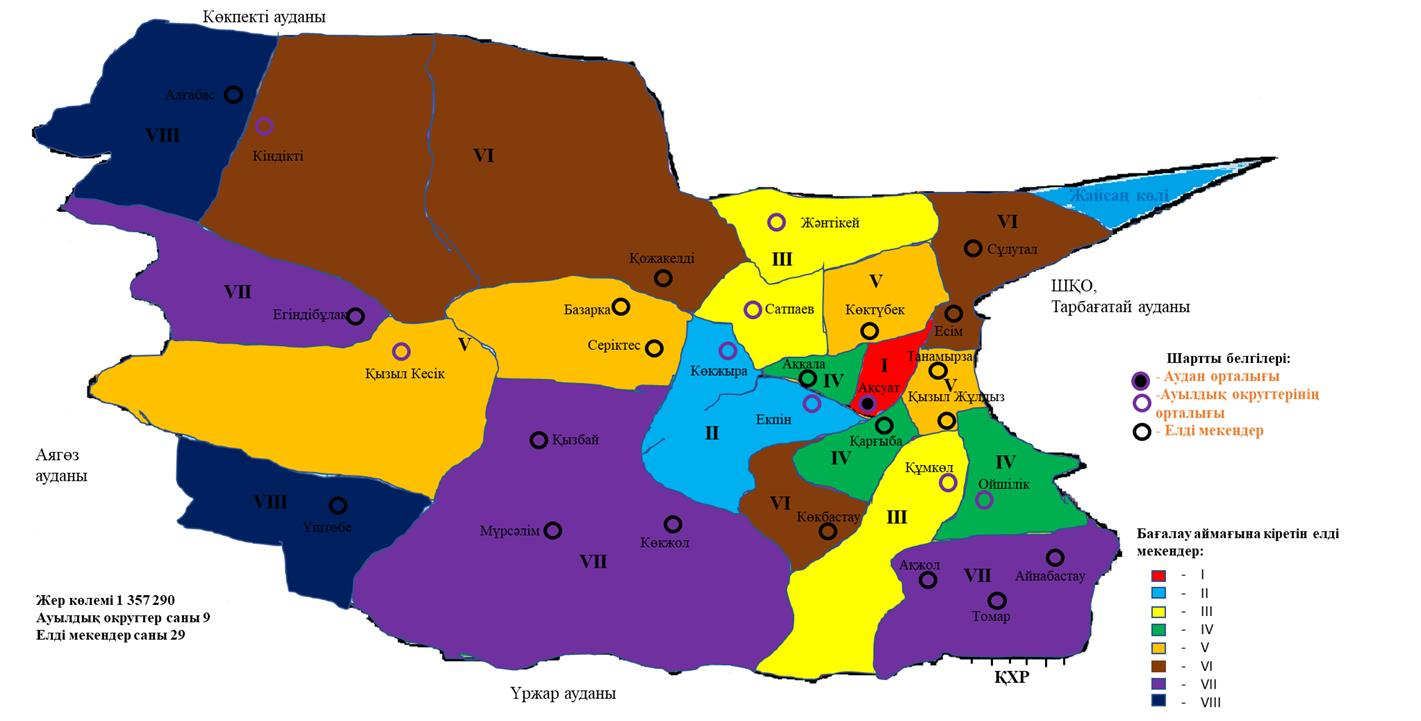 Көкпекті ауданы
Алғабас
VIII
Кіндікті
VI
Жайсаң көлі
Жәнтікей
VI
Сұлутал
III
Қожакелді
V
ШҚО,
Тарбағатай ауданы
VII
Егіндібұлақ
Базарка
Сатпаев
Көктүбек
Есім
V
Серіктес
Танамырза
Қызыл Кесік
Көкжыра
Аққала
IV
I
V
Ақсуат
Қызыл Жұлдыз
Шартты белгілері:
- Аудан орталығы
-Ауылдық округтерінің
орталығы
- Елді мекендер
Екпін
II
Қарғыба
Қызбай
Аягөз
ауданы
IV
Құмкөл
IV
Ойшілік
VIII
Үштөбе
VI
Көкбастау
III
Мүрсәлім
Көкжол
VII
Ақжол
VII
Айнабастау
Томар
Бағалау аймағына кіретін елді
мекендер:
- I
- II
- III
- IV
- V
- VI
- VII
- VIII
Жер көлемі 1 357 290
Ауылдық округтер саны 9
Елді мекендер саны 29
ҚХР
Үржар ауданы